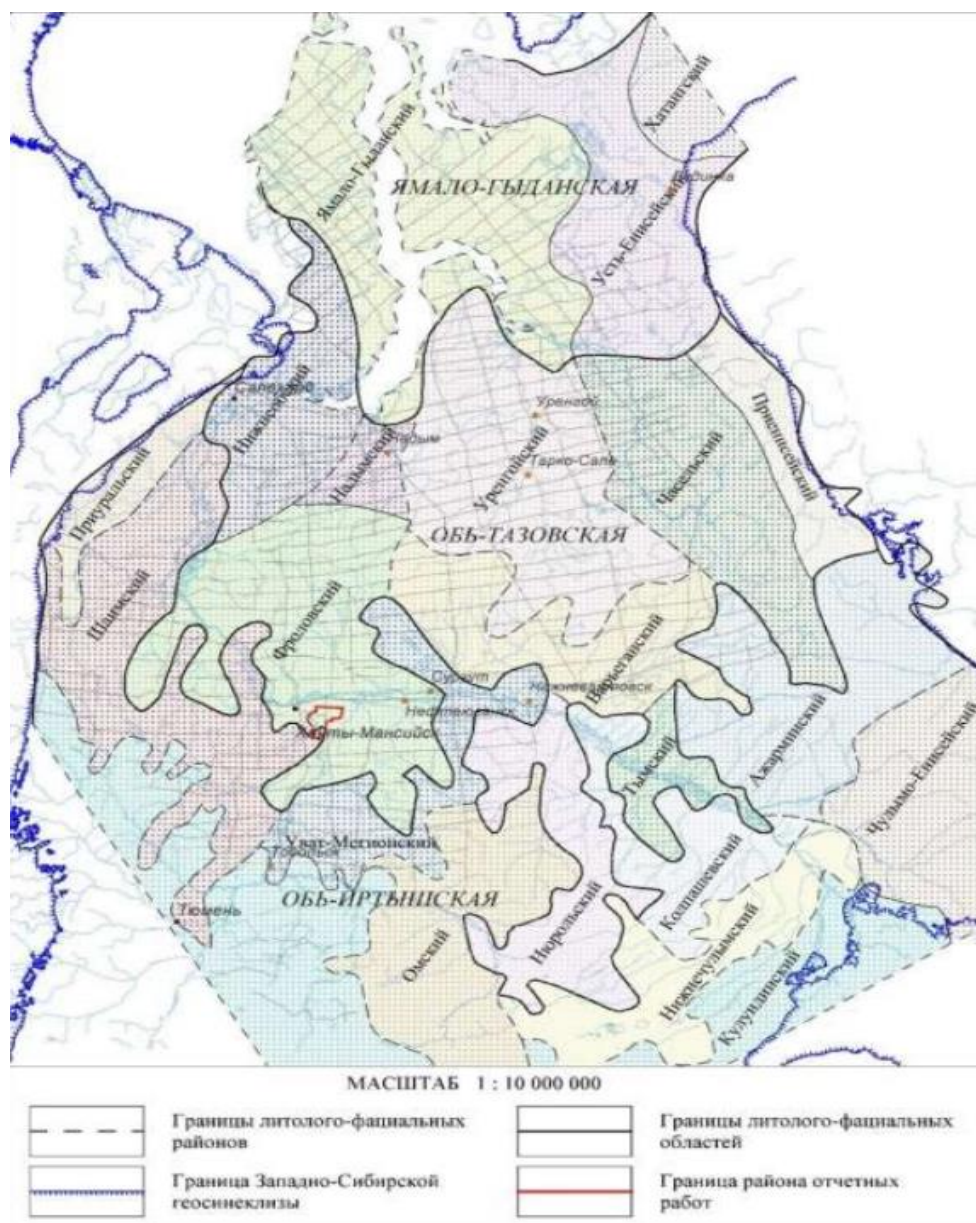 Хатангский
Ямало-Гыданский
ЯМАЛО-ГЫДАНСКАЯ
Усть-Енисейский
Нижнеобский
Приенисейский
Уренгой
Приуральский
Надымский
Уренгойский
Тарко-Сале
Часельский
ОБЬ-ТАЗОВСКАЯ
Шаимский
Фроловский
Варьеганский
Сургут
Нижневартовск
Нефтеюганск
Ханты-Мансийск
Тымский
Ажарминский
Чулымо-Енисейский
Уват-Мегионский
Тобольск
ОБЬ-ИРТЫШСКАЯ
Колпашевский
Тюмень
Омский
Нюрольский
Нижнечулымский
Кулундинский
МАСШТАБ 1 : 10 000 000
Границы литолого-фациальных
районов
Границы литолого-фациальных
областей
Граница Западно-Сибирской
геосинеклизы
Граница района отчетных
работ